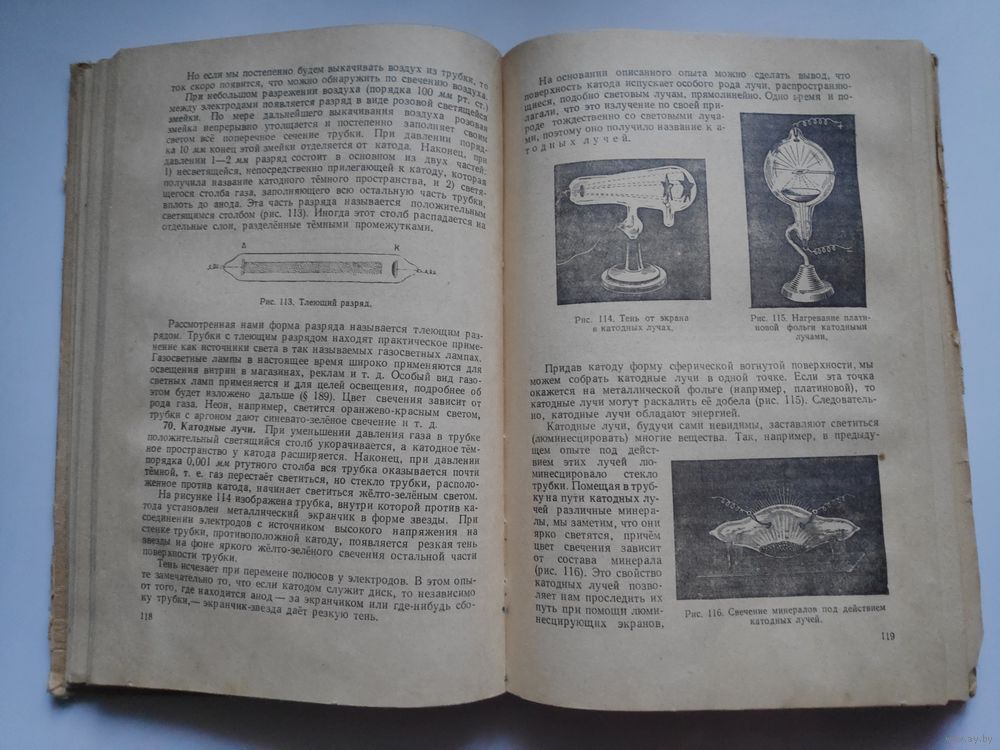 Но если мы постепенно будем выкачивать воздух из трубки, то
ток скоро появится, что можно обнаружить по свечению воздуха.
При небольшом разрежении воздуха (порядка 100 мм рт. ст.)
между электродами появляется разряд в виде розовой светящейся
змейки. По мере дальнейшего выкачивания воздуха розовая
змейка непрерывно утолщается и постепенно заполняет своим
светом всё поперечное сечение трубки. При давлении поряд-
ка 10 мм конец этой змейки отделяется от катода. Наконец, при
давлении 1—2 мм разряд состоит в основном из двух частей:
1) несветящейся, непосредственно прилегающей к катоду, которая
получила название катодного тёмного пространства, и 2) светя-
щегося столба газа, заполняющего всю остальную часть трубки,
вплоть до анода. Эта часть разряда называется положительным
светящимся столбом (рис. 113). Иногда этот столб распадается на
отдельные слои, разделённые тёмными промежутками.
А К
Рис. 113. Тлеющий разряд.
Рассмотренная нами форма разряда называется тлеющим раз-
рядом. Трубки с тлеющим разрядом находят практическое приме-
нение как источники света в так называемых газосветных лампах.
Газосветные лампы в настоящее время широко применяются для
освещения витрин в магазинах, реклам и т. д. Особый вид газо-
светных ламп применяется и для целей освещения, подробнее об
этом будет изложено дальше (§ 189). Цвет свечения зависит от
рода газа. Неон, например, светится оранжево-красным светом,
трубки с аргоном дают синевато-зелёное свечение и т. д.
70. Катодные лучи. При уменьшении давления газа в трубке
положительный светящийся столб укорачивается, а катодное тём-
ное пространство у катода расширяется. Наконец, при давлении
порядка 0,001 мм ртутного столба вся трубка оказывается почти
тёмной, т. е. газ перестаёт светиться, но стекло трубки, располо-
женное против катода, начинает светиться жёлто-зелёным светом.
На рисунке 114 изображена трубка, внутри которой против ка-
тода установлен металлический экранчик в форме звезды. При
соединении электродов с источником высокого напряжения на
стенке трубки, противоположной катоду, появляется резкая тень
звезды на фоне яркого жёлто-зелёного свечения остальной части
поверхности трубки.
Тень исчезает при перемене полюсов у электродов. В этом опы-
те замечательно то, что если катодом служит диск, то независимо
от того, где находится анод — за экранчиком или где-нибудь сбо-
ку трубки,— экранчик-звезда даёт резкую тень.
118
На основании описанного опыта можно сделать вывод, что
поверхность катода испускает особого рода лучи, распространяю-
щиеся, подобно световым лучам, прямолинейно. Одно время и по-
лагали, что это излучение по своей при-
роде тождественно со световыми луча-
ми, поэтому оно получило название ка-
тодных лучей.
Рис. 114. Тень от экрана
в катодных лучах.
Рис. 115. Нагревание плати-
новой фольги катодными
лучами.
Придав катоду форму сферической вогнутой поверхности, мы
можем собрать катодные лучи в одной точке. Если эта точка
окажется на металлической фольге (например, платиновой), то
катодные лучи могут раскалить её добела (рис. 115). Следователь-
но, катодные лучи обладают энергией.
Катодные лучи, будучи сами невидимы, заставляют светиться
(люминесцировать) многие вещества. Так, например, в предыду-
щем опыте под дейст-
вием этих лучей лю-
минесцировало стекло
трубки. Помещая в труб-
ку на пути катодных лу-
чей различные минера-
лы, мы заметим, что они
ярко светятся, причём
цвет свечения зависит
от состава минерала
(рис. 116). Это свойство
катодных лучей позво-
ляет нам проследить их
путь при помощи люми-
несцирующих экранов,
Рис. 116. Свечение минералов под действием
катодных лучей.
119
www.ay.by